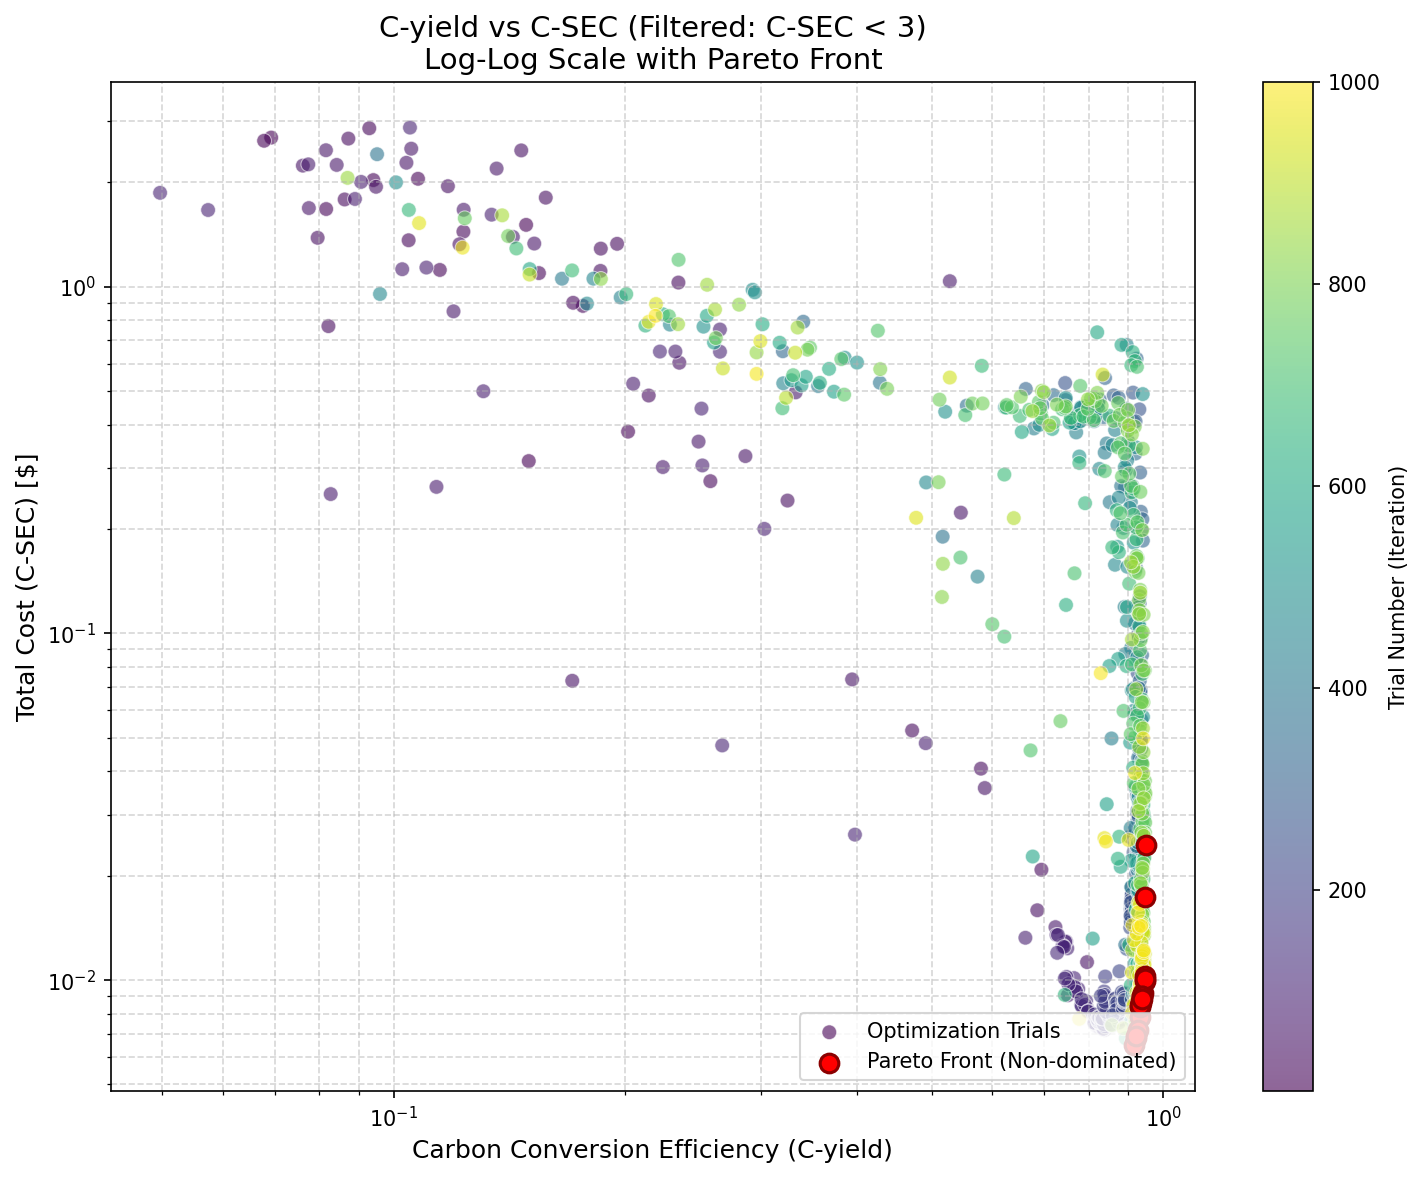 C-yield vs C-SEC (Filtered: C-SEC < 3)
Log-Log Scale with Pareto Front
Total Cost (C-SEC) [$]
10⁰
10⁻¹
10⁻²
10⁻¹
10⁰
Carbon Conversion Efficiency (C-yield)
Optimization Trials
Pareto Front (Non-dominated)
1000
800
600
400
200
Trial Number (Iteration)